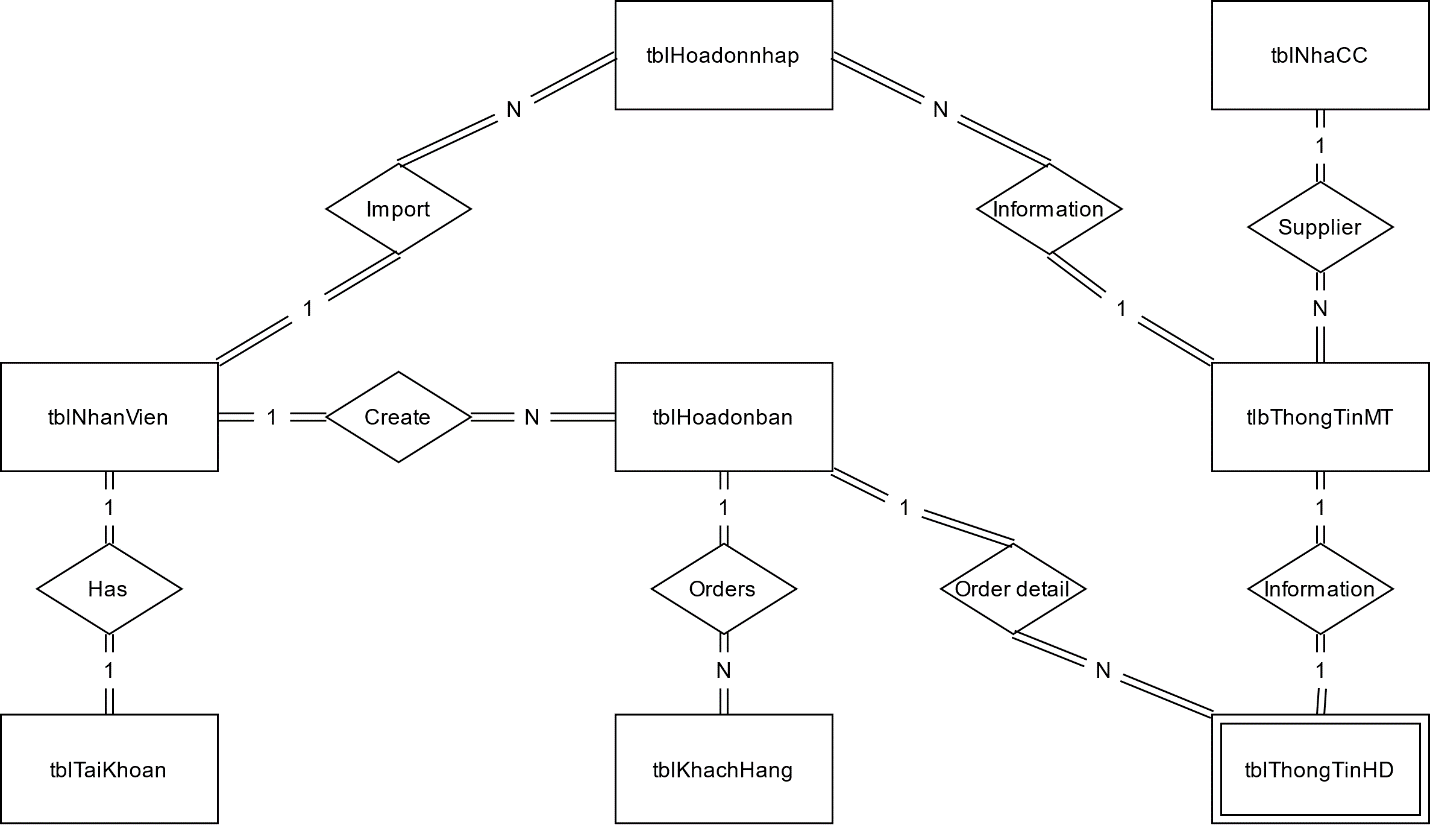 tblHoadonnhap
tblNhaCC
N
N
1
Import
Information
Supplier
1
1
N
tblNhanVien
1
Create
N
tblHoadonban
tlbThongTinMT
1
1
1
1
Has
Orders
Order detail
Information
1
N
N
1
tblTaiKhoan
tblKhachHang
tblThongTinHD